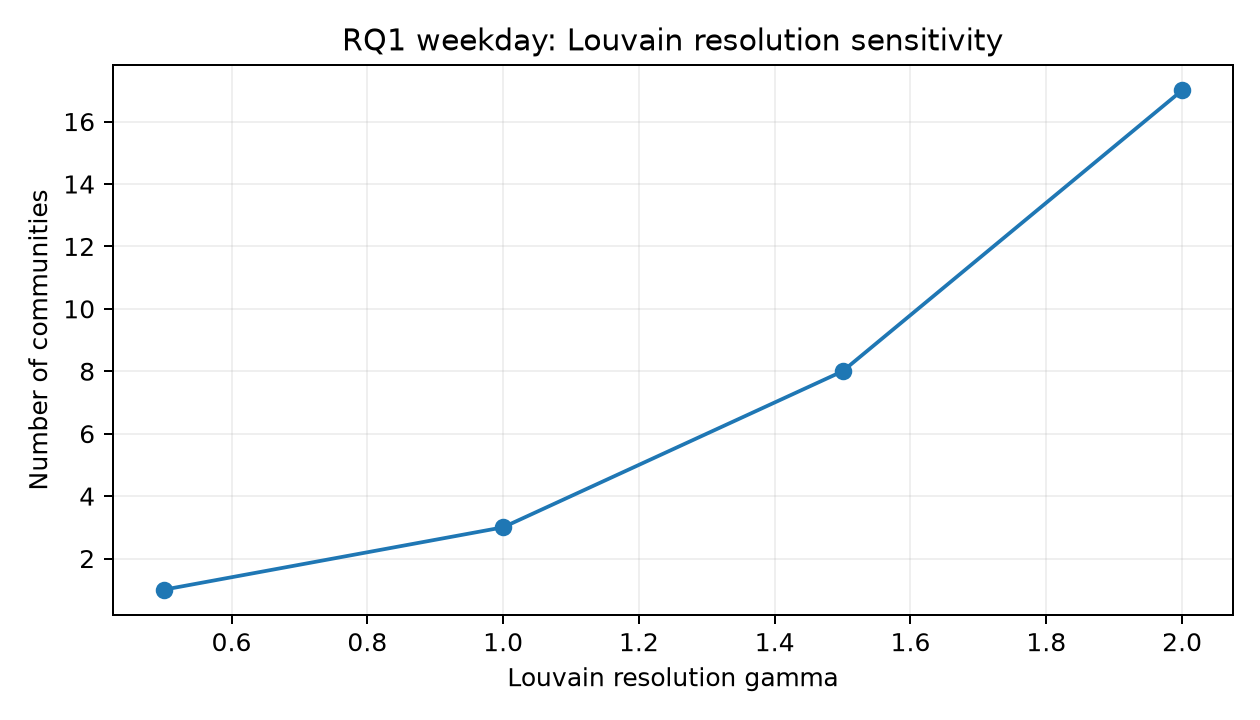 RQ1 weekday: Louvain resolution sensitivity
Number of communities
16
14
12
10
8
6
4
2
0.6 0.8 1.0 1.2 1.4 1.6 1.8 2.0
Louvain resolution gamma